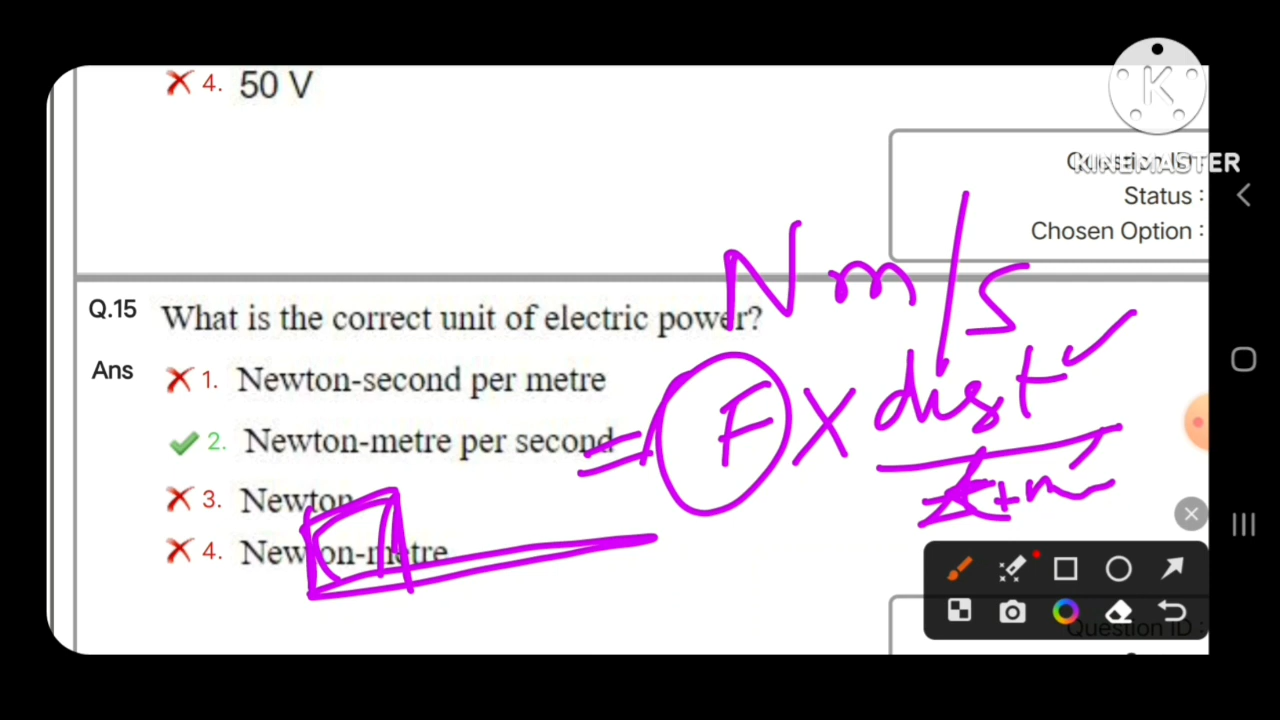 4. 50 V
K
KINEMASTER
Status :
Chosen Option :
N m/s
Q.15 What is the correct unit of electric power?
Ans 1. Newton-second per metre
2. Newton-metre per second
= F X dist
3. Newton
4. Newton-metre
Question ID :